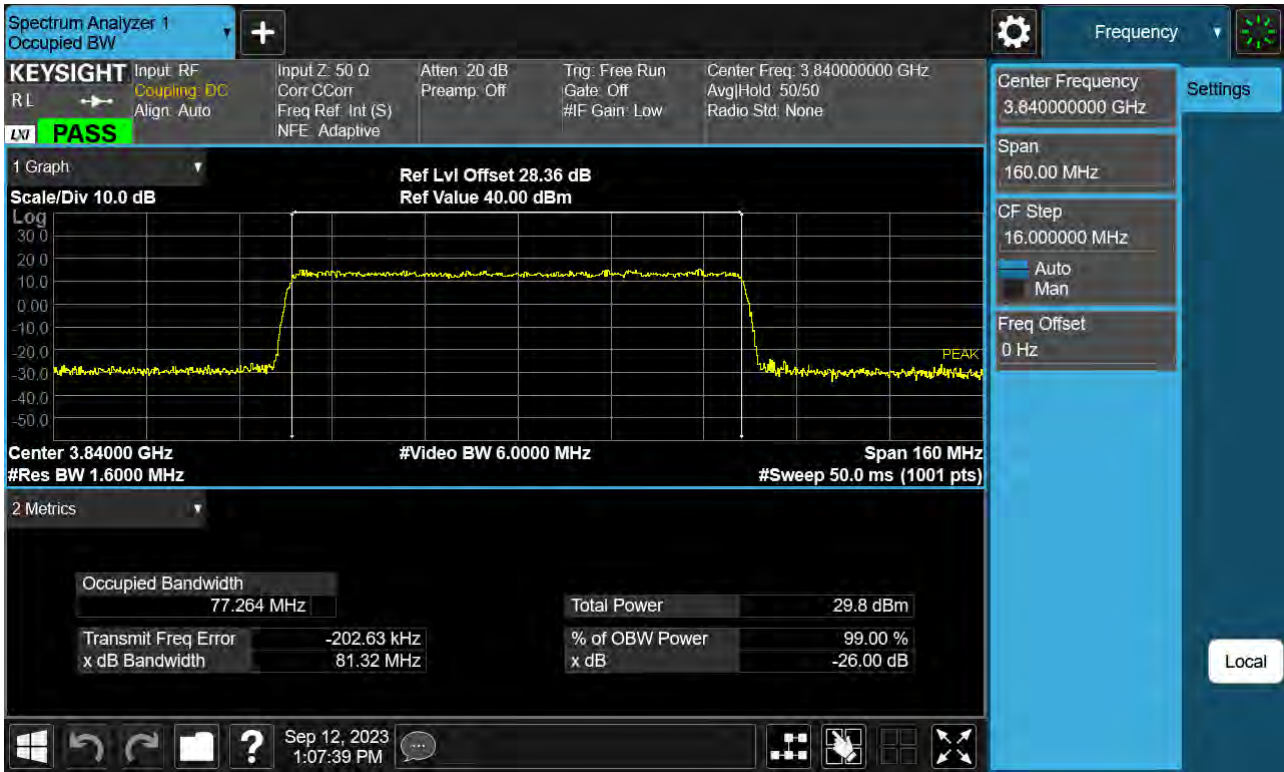 Spectrum Analyzer 1
Occupied BW
+
Frequency
KEYSIGHT
RL
LXI
PASS
Input: RF
Coupling: DC
Align: Auto
Input Z: 50 Ω
Corr CCorr
Freq Ref: Int (S)
NFE: Adaptive
Atten: 20 dB
Preamp: Off
Trig: Free Run
Gate: Off
#IF Gain: Low
Center Freq: 3.840000000 GHz
Avg|Hold: 50/50
Radio Std: None
1 Graph
Scale/Div 10.0 dB
Ref Lvl Offset 28.36 dB
Ref Value 40.00 dBm
Log
30.0
20.0
10.0
0.00
-10.0
-20.0
-30.0
-40.0
-50.0
PEAK
Center 3.84000 GHz
#Res BW 1.6000 MHz
#Video BW 6.0000 MHz
Span 160 MHz
#Sweep 50.0 ms (1001 pts)
2 Metrics
Occupied Bandwidth
77.264 MHz
Transmit Freq Error -202.63 kHz
x dB Bandwidth 81.32 MHz
Total Power 29.8 dBm
% of OBW Power 99.00 %
x dB -26.00 dB
Center Frequency
3.840000000 GHz
Span
160.00 MHz
CF Step
16.000000 MHz
Auto
Man
Freq Offset
0 Hz
Settings
Local
?
Sep 12, 2023
1:07:39 PM